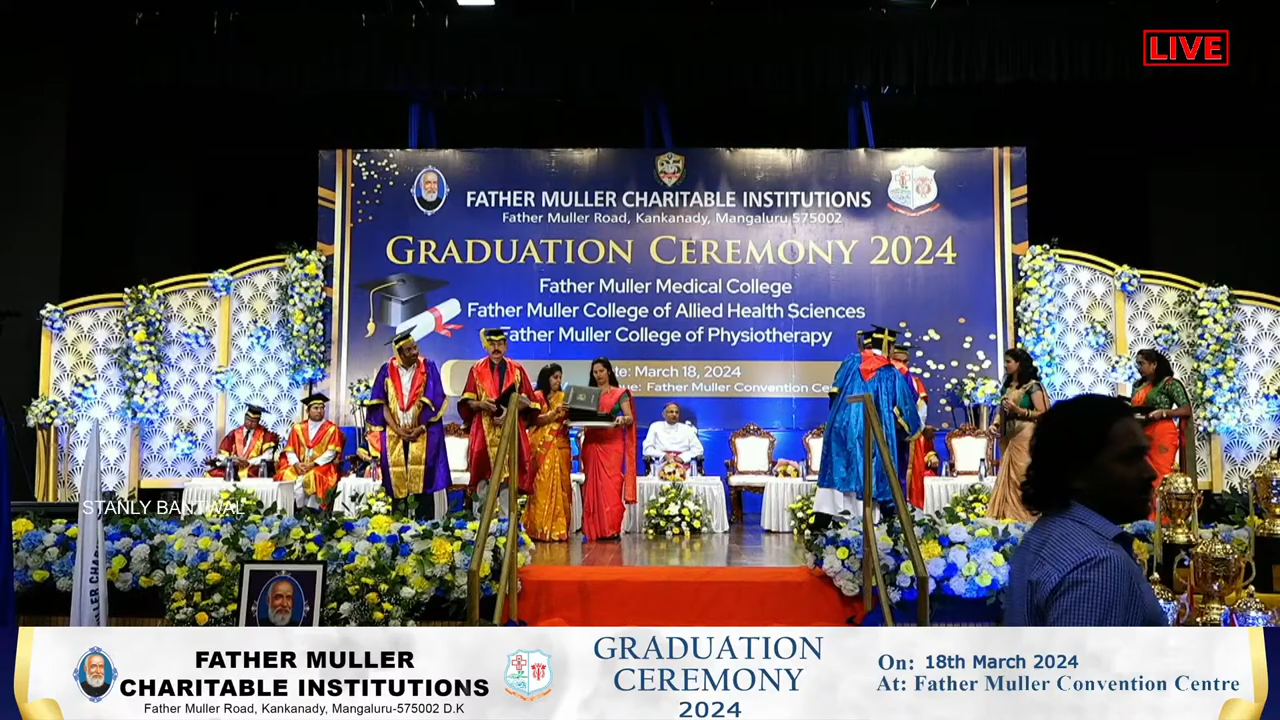 LIVE
FATHER MULLER CHARITABLE INSTITUTIONS
Father Muller Road, Kankanady, Mangaluru 575002
GRADUATION CEREMONY 2024
Father Muller Medical College
Father Muller College of Allied Health Sciences
Father Muller College of Physiotherapy
te: March 18, 2024
ue: Father Muller Convention Ce
STANLY BANTWAL
FATHER MULLER
CHARITABLE INSTITUTIONS
Father Muller Road, Kankanady, Mangaluru-575002 D.K
GRADUATION
CEREMONY
2024
On: 18th March 2024
At: Father Muller Convention Centre